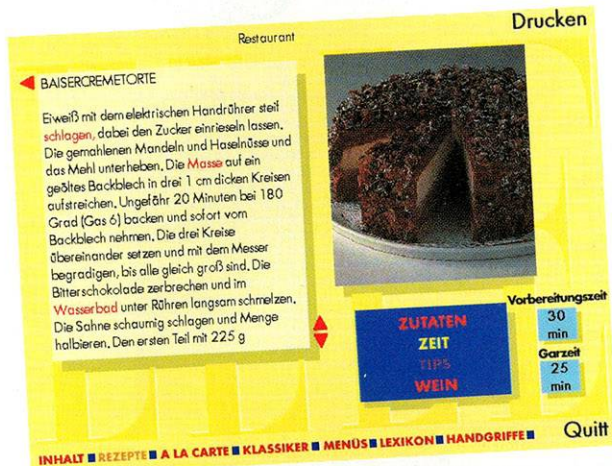 Drucken
Restaurant
BAISERCREMETORTE
Eiweiß mit dem elektrischen Handrührer steif
schlagen, dabei den Zucker einrieseln lassen.
Die gemahlenen Mandeln und Haselnüsse und
das Mehl unterheben. Die Masse auf ein
geöltes Backblech in drei 1 cm dicken Kreisen
aufstreichen. Ungefähr 20 Minuten bei 180
Grad (Gas 6) backen und sofort vom
Backblech nehmen. Die drei Kreise
übereinander setzen und mit dem Messer
begradigen, bis alle gleich groß sind. Die
Bitterschokolade zerbrechen und im
Wasserbad unter Rühren langsam schmelzen.
Die Sahne schaumig schlagen und Menge
halbieren. Den ersten Teil mit 225 g
ZUTATEN
ZEIT
TIPS
WEIN
Vorbereitungszeit
30
min
Garzeit
25
min
Quitt
INHALT REZEPTE A LA CARTE KLASSIKER MENÜS LEXIKON HANDGRIFFE